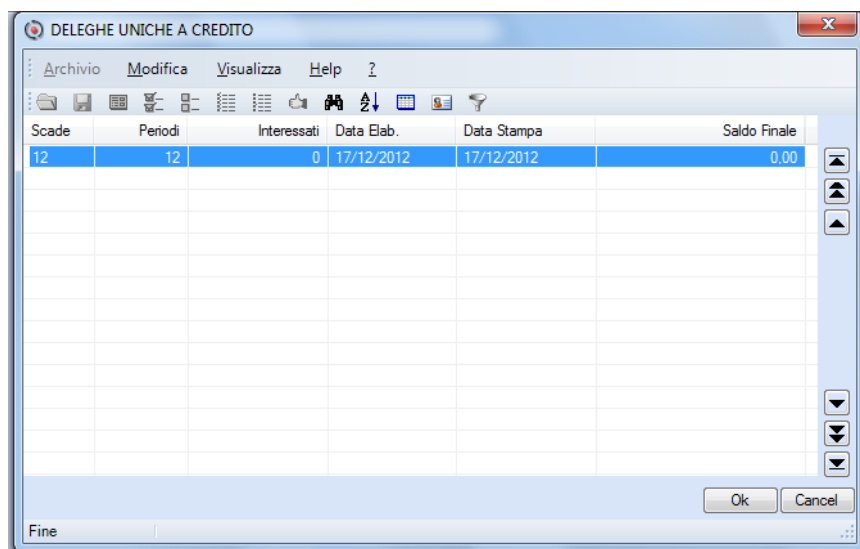 DELEGHE UNICHE A CREDITO
Archivio Modifica Visualizza Help ?
Scade Periodi Interessati Data Elab. Data Stampa Saldo Finale
12 12 0 17/12/2012 17/12/2012 0,00
Ok Cancel
Fine